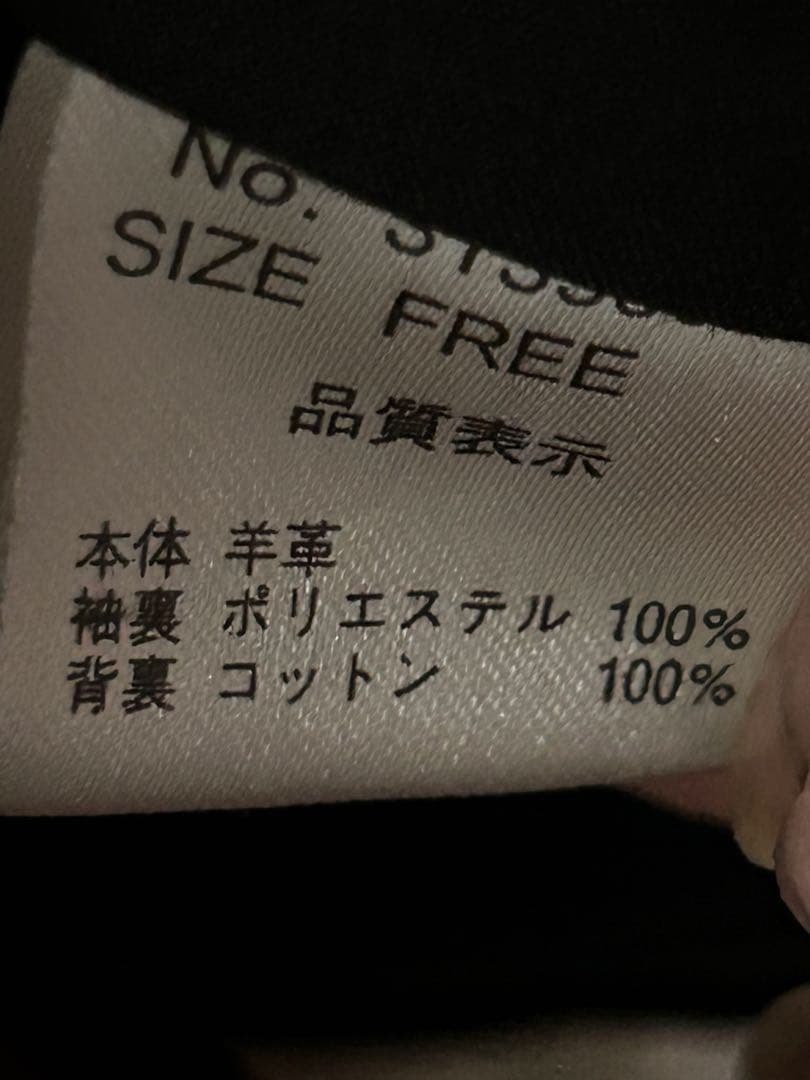 No.
SIZE FREE
品質表示
本体 羊革
袖裏 ポリエステル 100%
背裏 コットン 100%